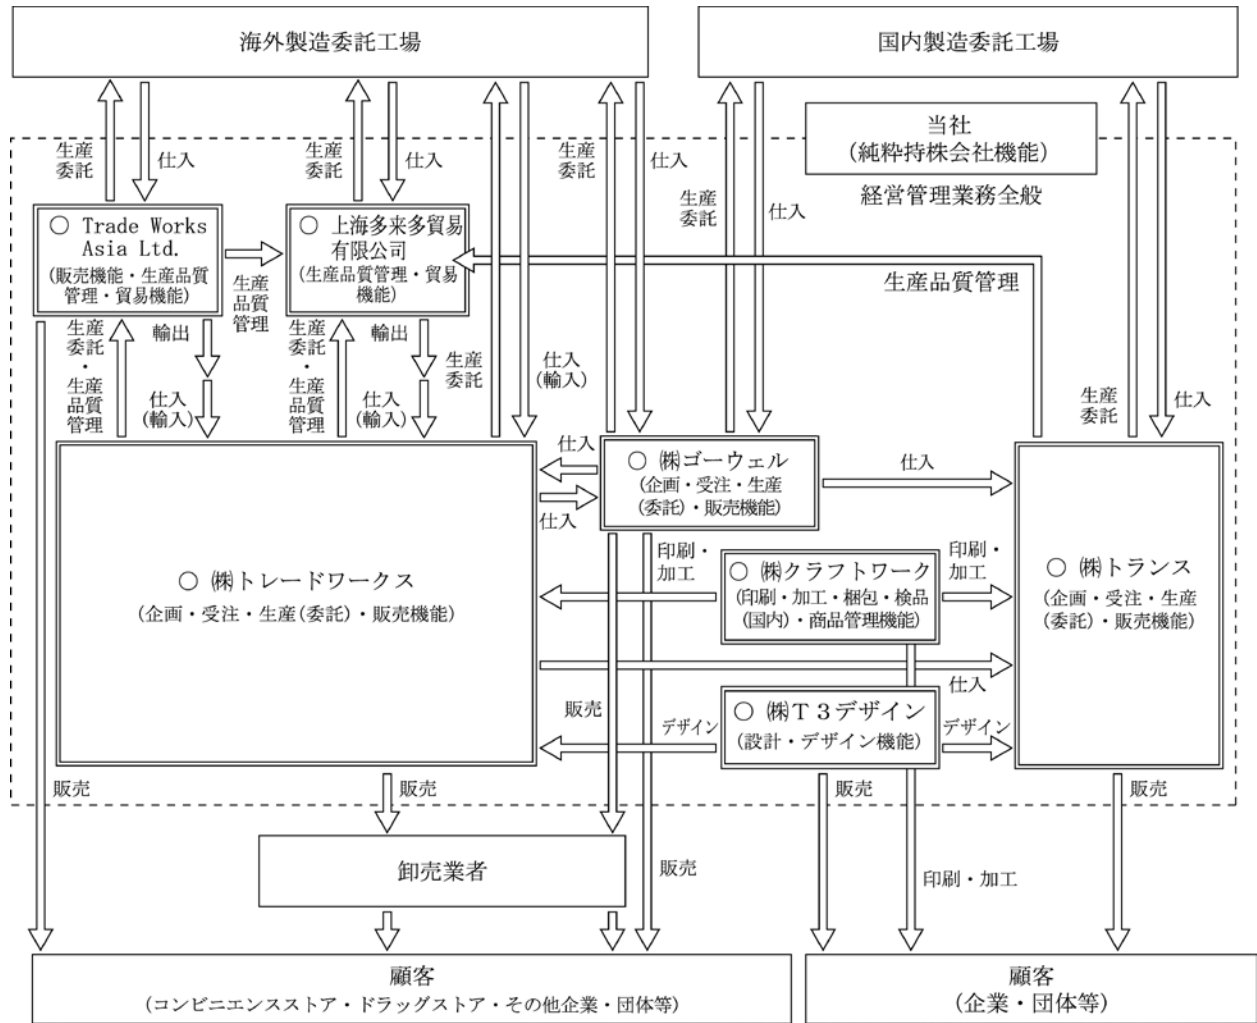 海外製造委託工場
国内製造委託工場
当社
(純粋持株会社機能)
経営管理業務全般
生産
委託
仕入
生産
委託
仕入
生産
委託
仕入
生産
委託
仕入
生産
委託
仕入
○ Trade Works
Asia Ltd.
(販売機能・生産品質
管理・貿易機能)
生産
品質
管理
○ 上海多来多貿易
有限公司
(生産品質管理・貿易
機能)
生産品質管理
生産
委託
・
生産
品質
管理
輸出
仕入
(輸入)
生産
委託
・
生産
品質
管理
輸出
仕入
(輸入)
生産
委託
仕入
(輸入)
仕入
仕入
○ ㈱ゴーウェル
(企画・受注・生産
(委託)・販売機能)
仕入
○ ㈱トレードワークス
(企画・受注・生産(委託)・販売機能)
印刷・
加工
○ ㈱クラフトワーク
(印刷・加工・梱包・検品
(国内)・商品管理機能)
印刷・
加工
○ ㈱トランス
(企画・受注・生産
(委託)・販売機能)
仕入
販売
デザイン
○ ㈱T3デザイン
(設計・デザイン機能)
デザイン
販売
販売
販売
販売
卸売業者
販売
印刷・加工
顧客
(コンビニエンスストア・ドラッグストア・その他企業・団体等)
顧客
(企業・団体等)